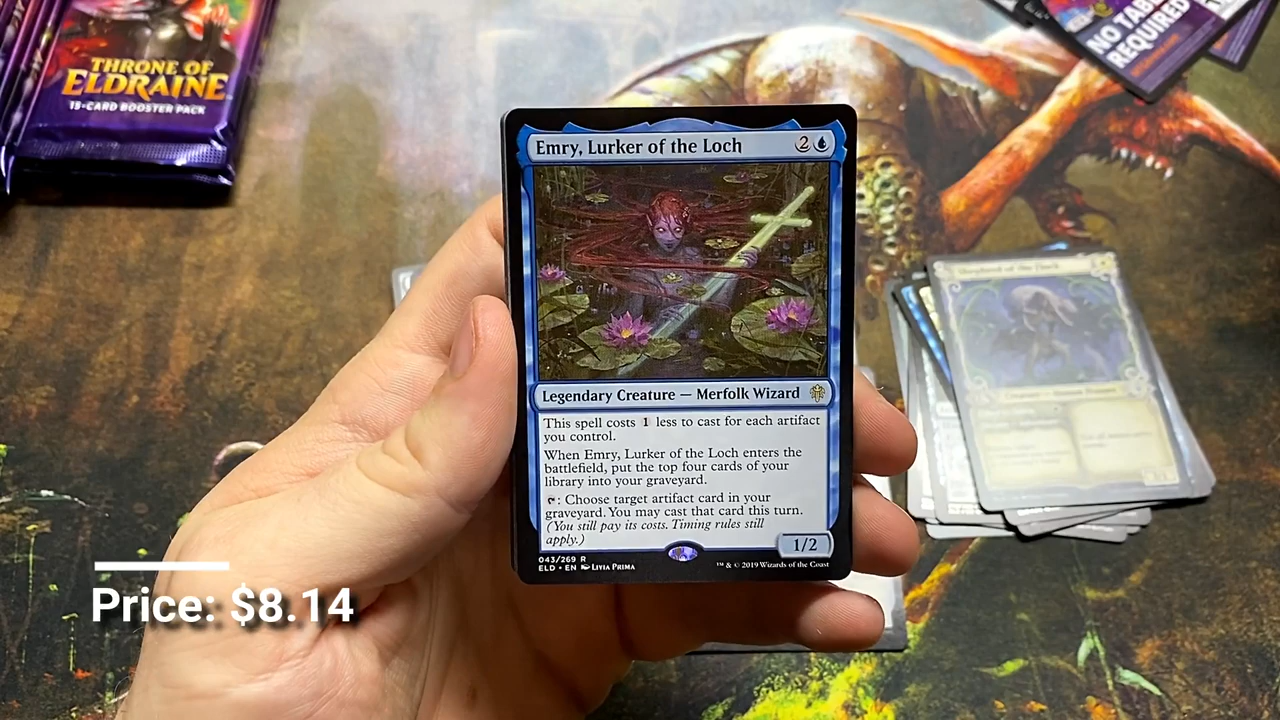 THRONE OF
ELDRAINE
15-CARD BOOSTER PACK
NO TABL
REQUIRED
Emry, Lurker of the Loch 2
Legendary Creature — Merfolk Wizard
This spell costs 1 less to cast for each artifact
you control.
When Emry, Lurker of the Loch enters the
battlefield, put the top four cards of your
library into your graveyard.
: Choose target artifact card in your
graveyard. You may cast that card this turn.
(You still pay its costs. Timing rules still
apply.)
1/2
043/269 R
ELD • EN LIVIA PRIMA
™ & © 2019 Wizards of the Coast
Price: $8.14